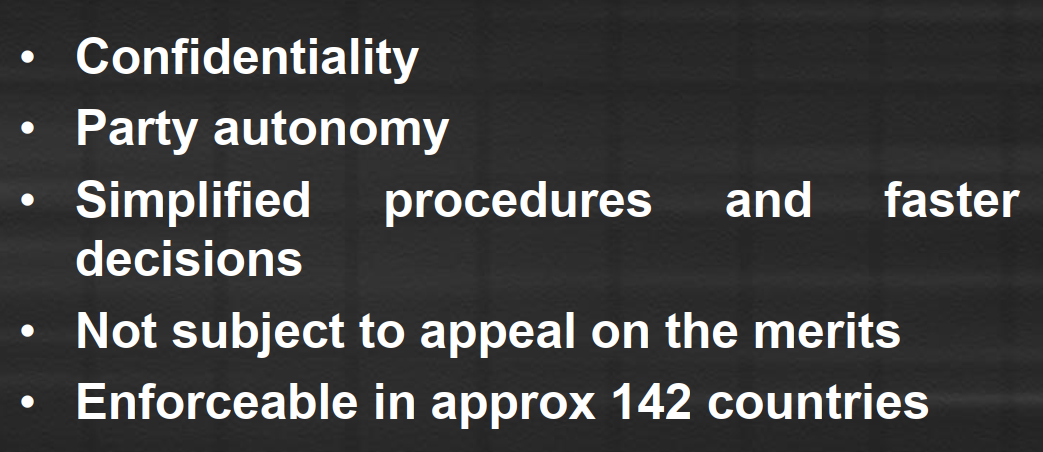 • Confidentiality
• Party autonomy
• Simplified procedures and faster
decisions
• Not subject to appeal on the merits
• Enforceable in approx 142 countries